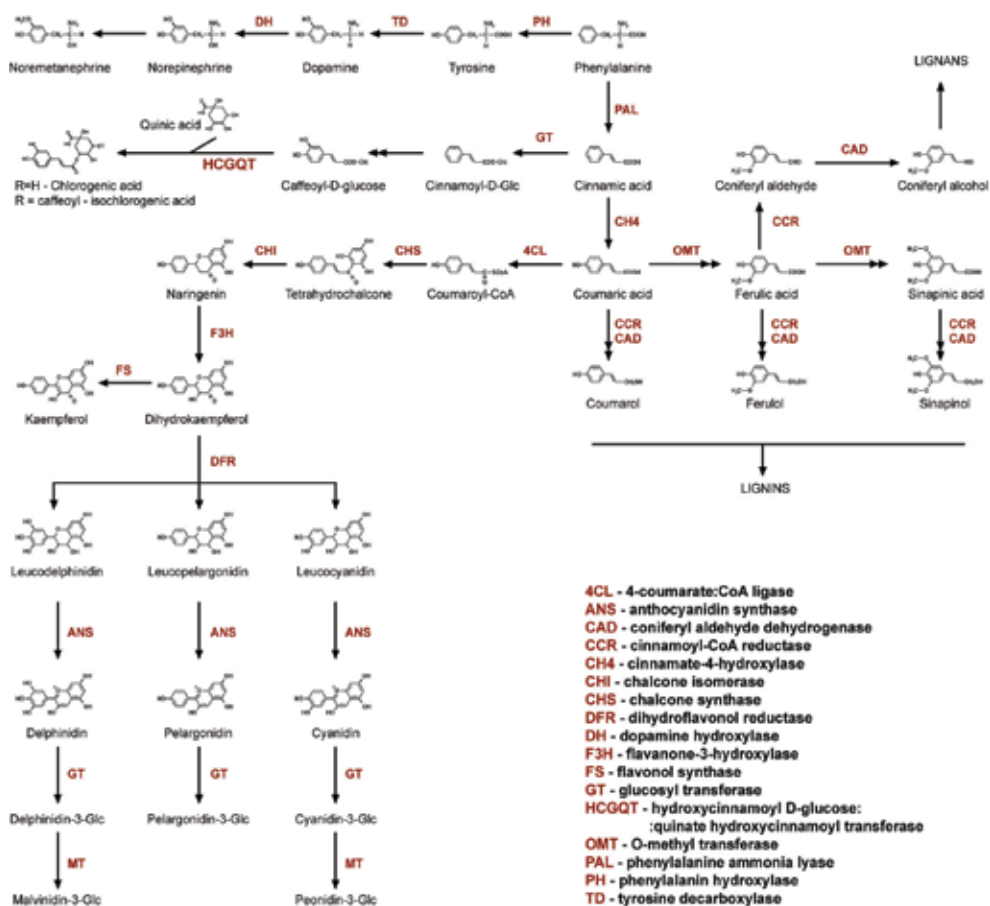 DH
TD
PH
Noremetanephrine
Norepinephrine
Dopamine
Tyrosine
Phenylalanine
LIGNANS
PAL
Quinic acid
HCGQT
GT
CAD
R=H - Chlorogenic acid
R = caffeoyl - isochlorogenic acid
Caffeoyl-D-glucose
Cinnamoyl-D-Glc
Cinnamic acid
Coniferyl aldehyde
Coniferyl alcohol
CH4
CCR
CHI
CHS
4CL
OMT
OMT
Naringenin
Tetrahydrochalcone
Coumaroyl-CoA
Coumaric acid
Ferulic acid
Sinapinic acid
F3H
CCR
CAD
CCR
CAD
CCR
CAD
FS
Kaempferol
Dihydrokaempferol
Coumarol
Ferulol
Sinapinol
DFR
LIGNINS
Leucodelphinidin
Leucopelargonidin
Leucocyanidin
ANS
ANS
ANS
Delphinidin
Pelargonidin
Cyanidin
GT
GT
GT
Delphinidin-3-Glc
Pelargonidin-3-Glc
Cyanidin-3-Glc
MT
MT
Malvinidin-3-Glc
Peonidin-3-Glc
4CL - 4-coumarate:CoA ligase
ANS - anthocyanidin synthase
CAD - coniferyl aldehyde dehydrogenase
CCR - cinnamoyl-CoA reductase
CH4 - cinnamate-4-hydroxylase
CHI - chalcone isomerase
CHS - chalcone synthase
DFR - dihydroflavonol reductase
DH - dopamine hydroxylase
F3H - flavanone-3-hydroxylase
FS - flavonol synthase
GT - glucosyl transferase
HCGQT - hydroxycinnamoyl D-glucose:
:quinate hydroxycinnamoyl transferase
OMT - O-methyl transferase
PAL - phenylalanine ammonia lyase
PH - phenylalanin hydroxylase
TD - tyrosine decarboxylase